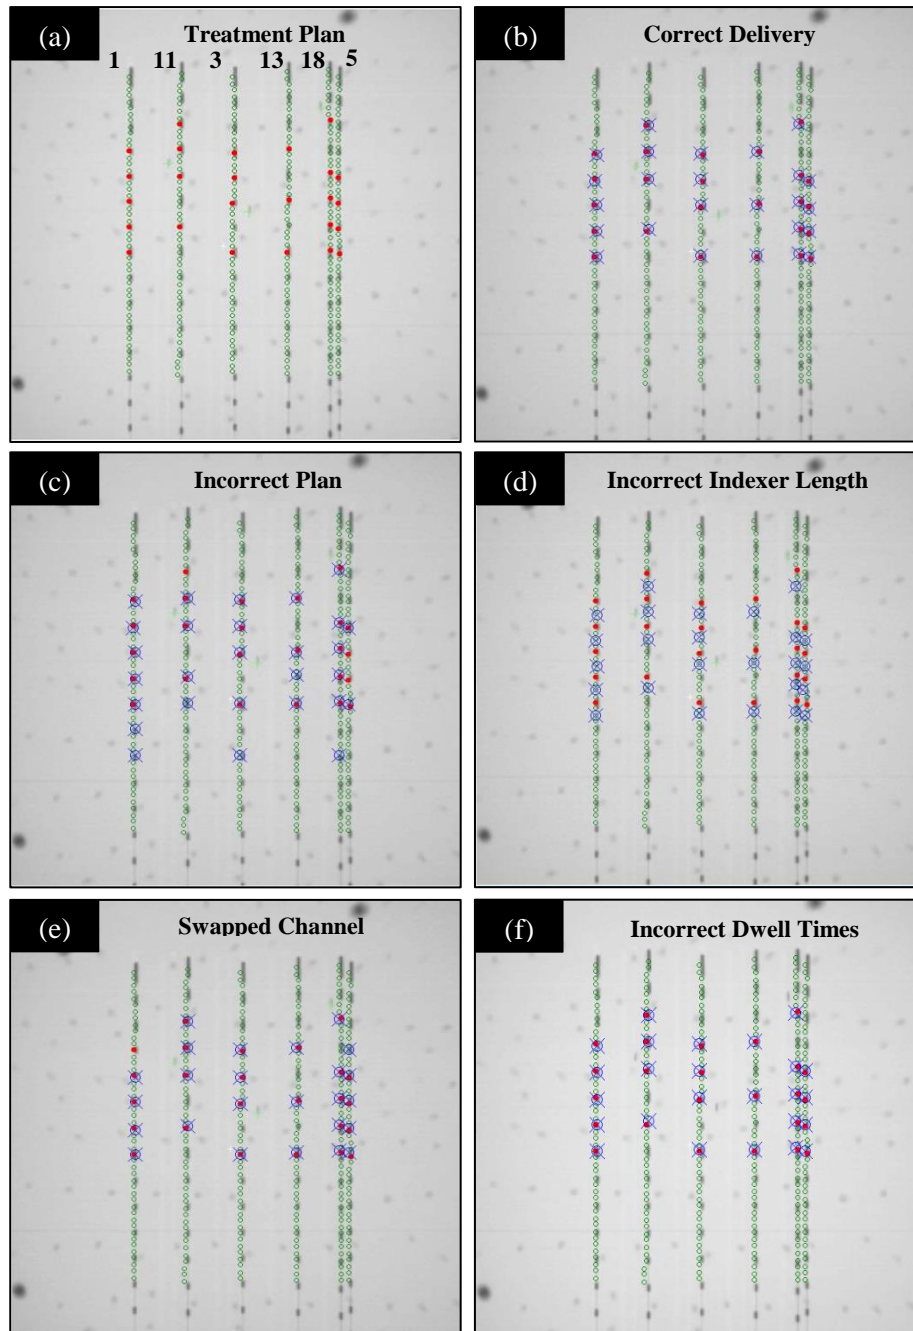 (a)
Treatment Plan
1 11 3 13 18 5
(b)
Correct Delivery
(c)
Incorrect Plan
(d)
Incorrect Indexer Length
(e)
Swapped Channel
(f)
Incorrect Dwell Times